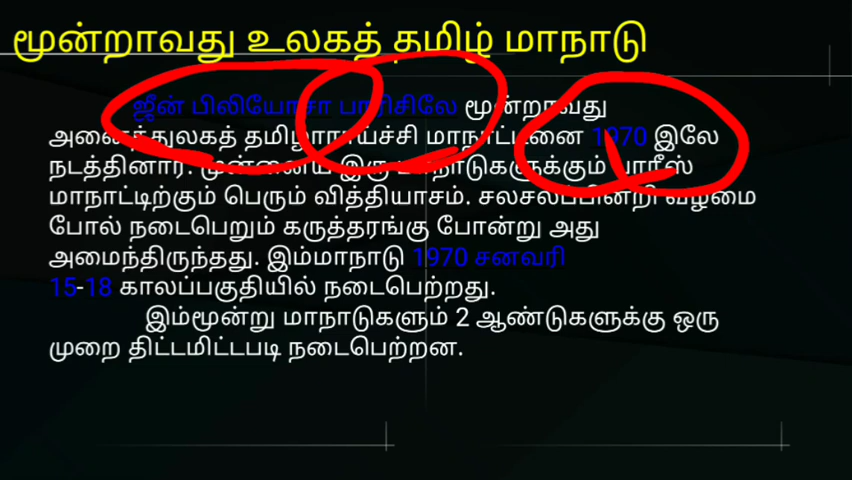 மூன்றாவது உலகத் தமிழ் மாநாடு
ஜீன் பிலியோசா பாரிசிலே மூன்றாவது
அனைத்துலகத் தமிழாராய்ச்சி மாநாட்டினை 1970 இலே
நடத்தினார். முன்னைய இரு மாநாடுகளுக்கும் பாரீஸ்
மாநாட்டிற்கும் பெரும் வித்தியாசம். சலசலப்பின்றி வழமை
போல் நடைபெறும் கருத்தரங்கு போன்று அது
அமைந்திருந்தது. இம்மாநாடு 1970 சனவரி
15-18 காலப்பகுதியில் நடைபெற்றது.
இம்மூன்று மாநாடுகளும் 2 ஆண்டுகளுக்கு ஒரு
முறை திட்டமிட்டபடி நடைபெற்றன.